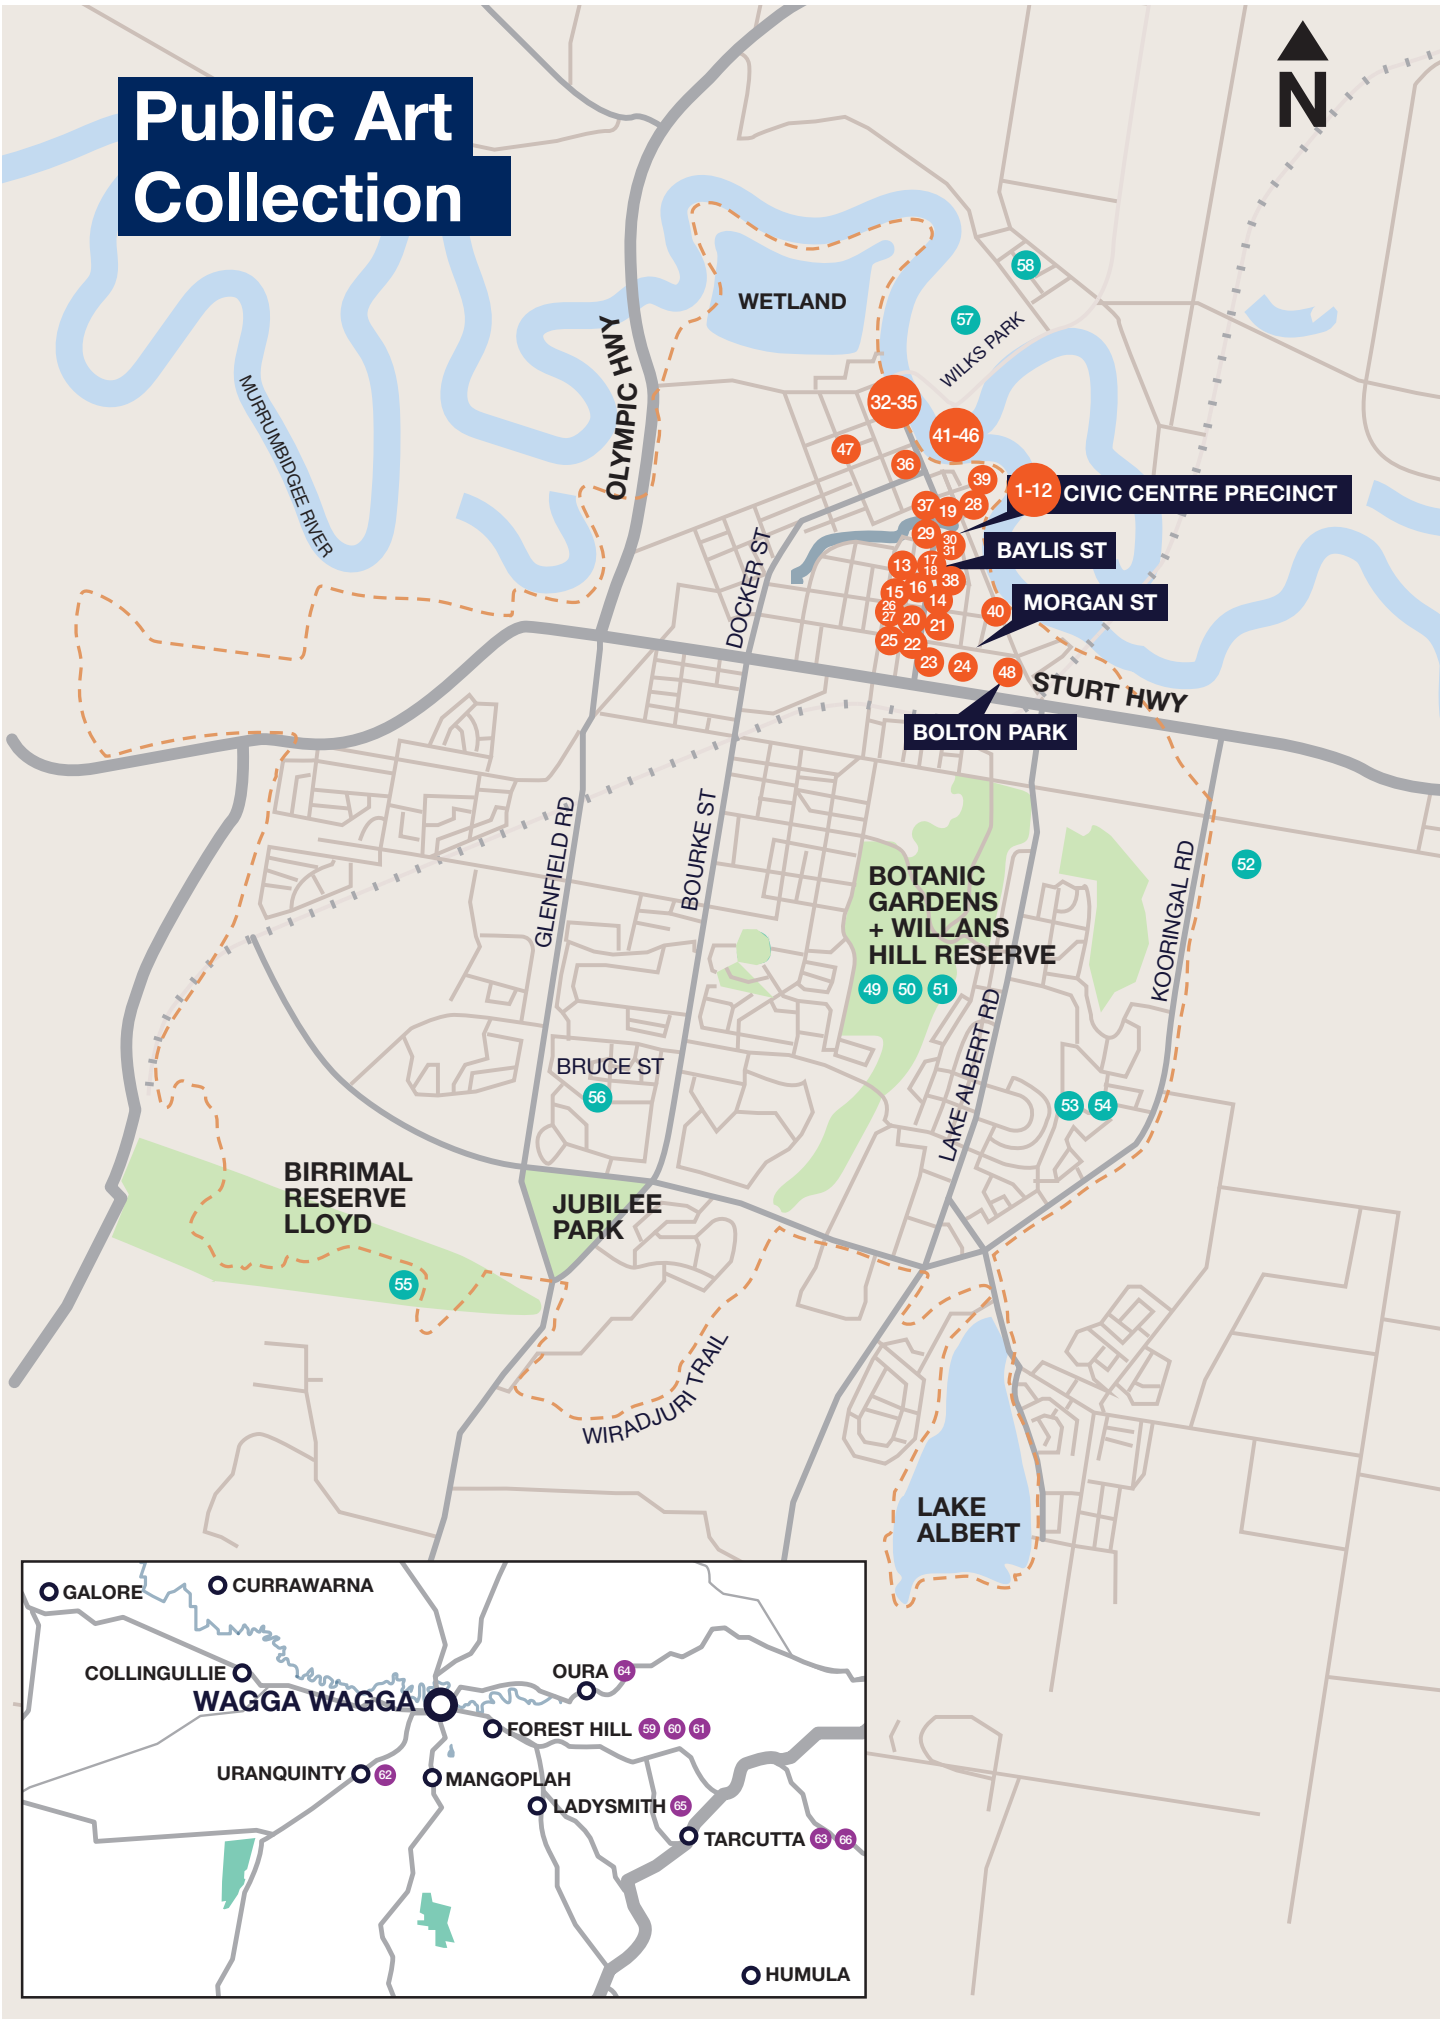 Public Art
Collection
N
58
57
WETLAND
WILKS PARK
OLYMPIC HWY
MURRUMBIDGEE RIVER
32-35
41-46
47
36
39
1-12
CIVIC CENTRE PRECINCT
37
19
28
29
30
31
BAYLIS ST
13
17
18
38
15
16
14
MORGAN ST
26
27
20
21
40
25
22
23
24
48
DOCKER ST
STURT HWY
BOLTON PARK
GLENFIELD RD
BOURKE ST
BOTANIC
GARDENS
+ WILLANS
HILL RESERVE
49
50
51
52
KOORINGAL RD
LAKE ALBERT RD
BRUCE ST
56
53
54
BIRRIMAL
RESERVE
LLOYD
JUBILEE
PARK
55
WIRADJURI TRAIL
LAKE
ALBERT
GALORE
CURRAWARNA
COLLINGULLIE
OURA
64
WAGGA WAGGA
FOREST HILL
59
60
61
URANQUINTY
62
MANGOPLAH
LADYSMITH
65
TARCUTTA
63
66
HUMULA